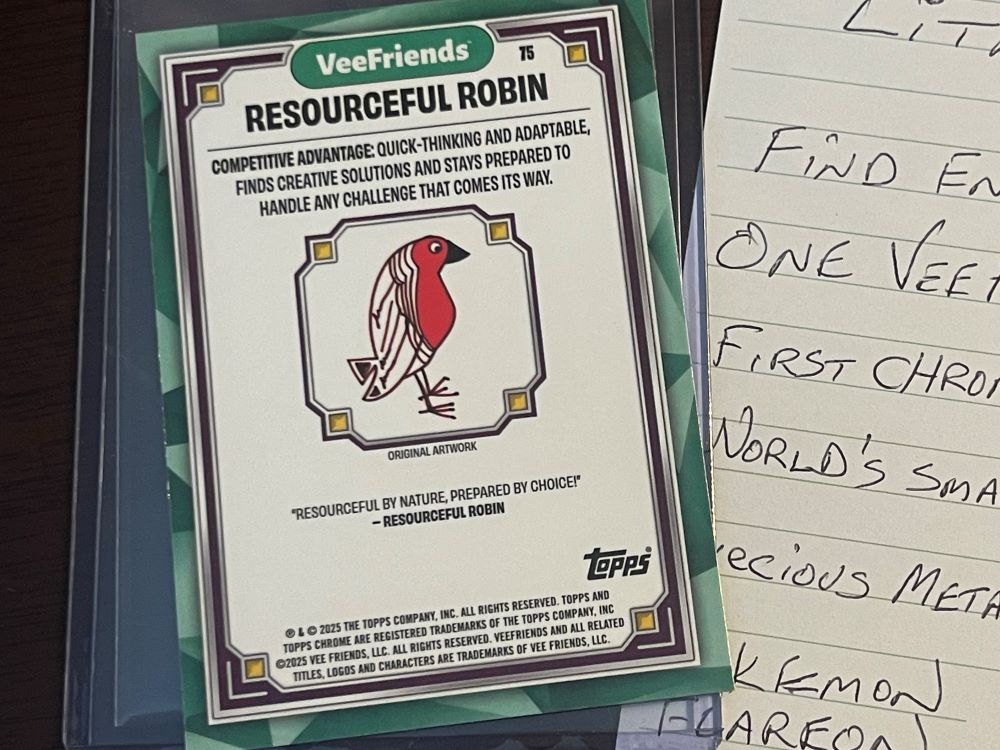 VeeFriends
75
RESOURCEFUL ROBIN
COMPETITIVE ADVANTAGE: QUICK-THINKING AND ADAPTABLE,
FINDS CREATIVE SOLUTIONS AND STAYS PREPARED TO
HANDLE ANY CHALLENGE THAT COMES ITS WAY.
ORIGINAL ARTWORK
"RESOURCEFUL BY NATURE, PREPARED BY CHOICE!"
– RESOURCEFUL ROBIN
Topps
℗ & © 2025 THE TOPPS COMPANY, INC. ALL RIGHTS RESERVED. TOPPS AND
TOPPS CHROME ARE REGISTERED TRADEMARKS OF THE TOPPS COMPANY, INC
©2025 VEE FRIENDS, LLC. ALL RIGHTS RESERVED. VEEFRIENDS AND ALL RELATED
TITLES, LOGOS AND CHARACTERS ARE TRADEMARKS OF VEE FRIENDS, LLC.
FIND
ONE
FIRST
WORLD'S